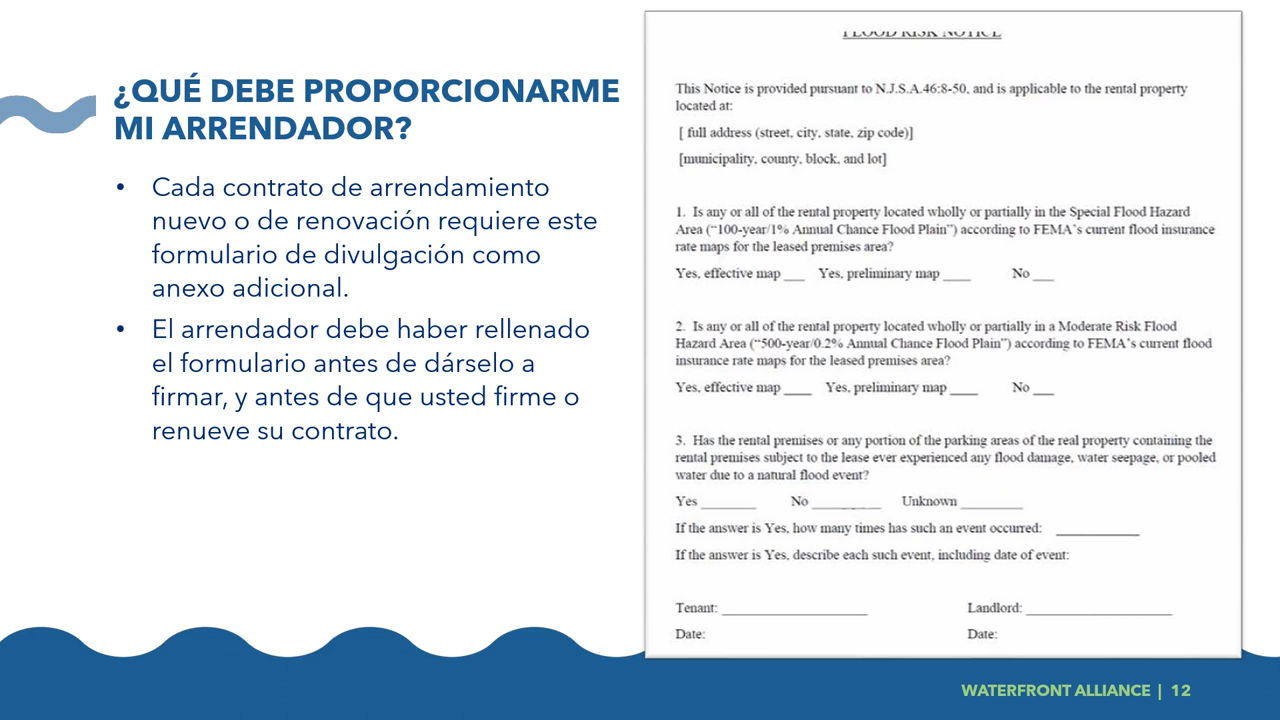 ¿QUÉ DEBE PROPORCIONARME
MI ARRENDADOR?
• Cada contrato de arrendamiento
nuevo o de renovación requiere este
formulario de divulgación como
anexo adicional.
• El arrendador debe haber rellenado
el formulario antes de dárselo a
firmar, y antes de que usted firme o
renueve su contrato.
FLOOD RISK NOTICE
This Notice is provided pursuant to N.J.S.A.46:8-50, and is applicable to the rental property
located at:
[ full address (street, city, state, zip code)]
[municipality, county, block, and lot]
1. Is any or all of the rental property located wholly or partially in the Special Flood Hazard
Area (“100-year/1% Annual Chance Flood Plain”) according to FEMA’s current flood insurance
rate maps for the leased premises area?
Yes, effective map ___ Yes, preliminary map ____ No ___
2. Is any or all of the rental property located wholly or partially in a Moderate Risk Flood
Hazard Area (“500-year/0.2% Annual Chance Flood Plain”) according to FEMA’s current flood
insurance rate maps for the leased premises area?
Yes, effective map ____ Yes, preliminary map ____ No ___
3. Has the rental premises or any portion of the parking areas of the real property containing the
rental premises subject to the lease ever experienced any flood damage, water seepage, or pooled
water due to a natural flood event?
Yes ________ No __________ Unknown _________
If the answer is Yes, how many times has such an event occurred: ____________
If the answer is Yes, describe each such event, including date of event:
Tenant: _____________________ Landlord: _____________________
Date: Date:
WATERFRONT ALLIANCE | 12